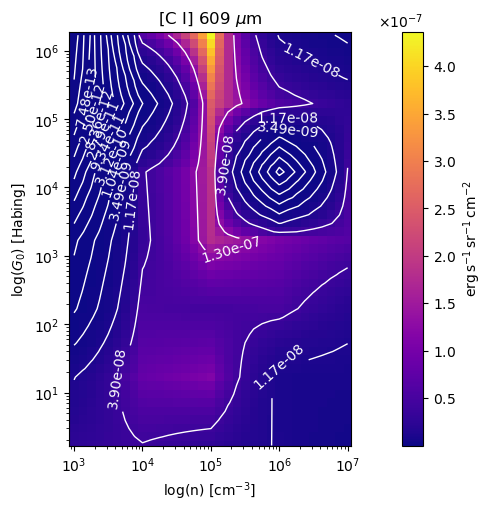 [C I] 609 μm
×10⁻⁷
10⁶
10⁵
10⁴
10³
10²
10¹
log(G₀) [Habing]
10³ 10⁴ 10⁵ 10⁶ 10⁷
log(n) [cm⁻³]
1.17e-08
1.17e-08
3.49e-09
3.90e-08
1.30e-07
3.49e-09
1.17e-08
3.90e-08
1.17e-08
1.17e-08
4.0
3.5
3.0
2.5
2.0
1.5
1.0
0.5
erg s⁻¹ sr⁻¹ cm⁻²